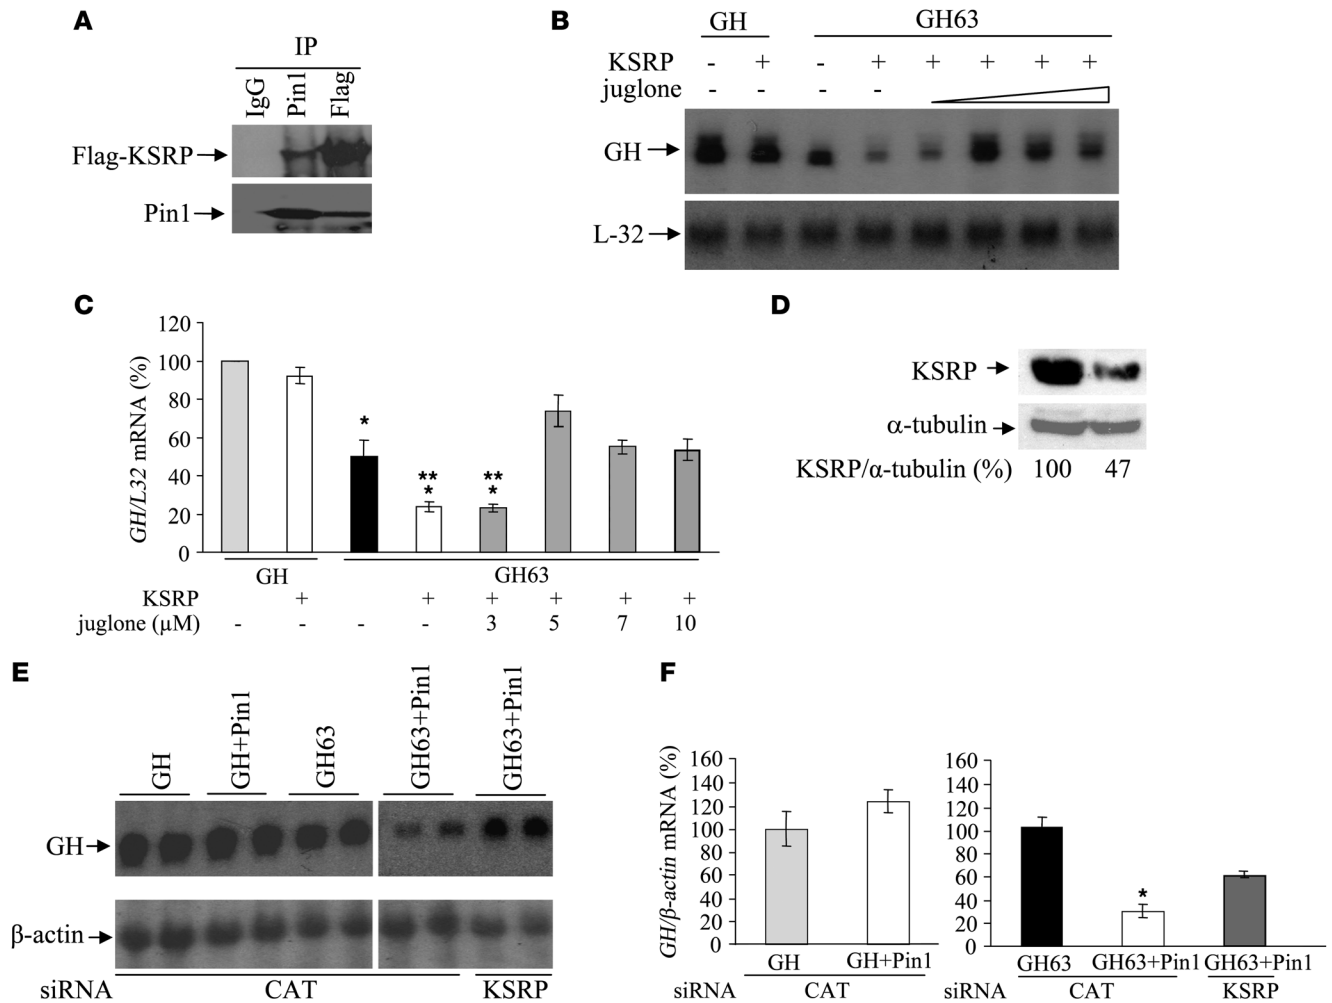 A
IP
IgG
Pin1
Flag
Flag-KSRP
Pin1
B
GH GH63
KSRP - + - + + + + +
juglone - - - -
GH
L-32
C
GH/L32 mRNA (%)
120
100
80
60
40
20
0
*
** ** 
* *
GH GH63
KSRP + + + + + +
juglone (µM) - - - - 3 5 7 10
D
KSRP
α-tubulin
KSRP/α-tubulin (%) 100 47
E
GH
GH+Pin1
GH63
GH63+Pin1
GH63+Pin1
GH
β-actin
siRNA CAT KSRP
F
GH/β-actin mRNA (%)
160
140
120
100
80
60
40
20
0
GH GH+Pin1
siRNA CAT
160
140
120
100
80
60
40
20
0
*
GH63 GH63+Pin1 GH63+Pin1
siRNA CAT KSRP